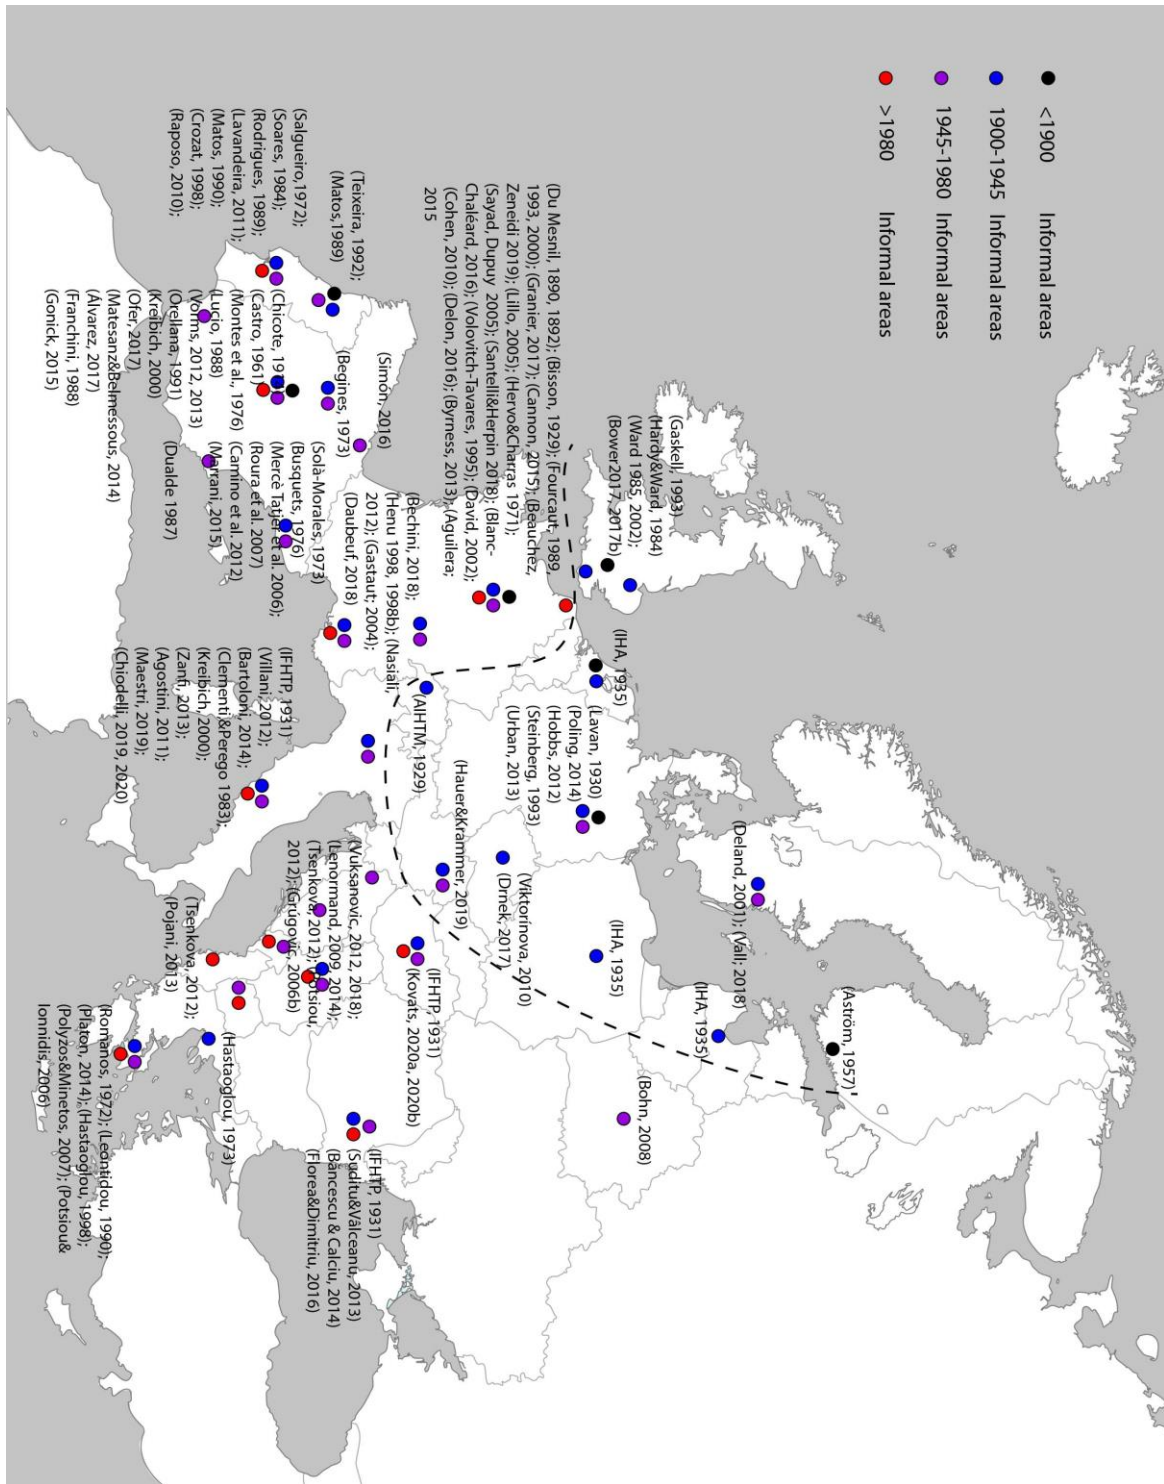 <1900 Informal areas
1900-1945 Informal areas
1945-1980 Informal areas
>1980 Informal areas
(Gaskell, 1993)
(Hardy&Ward, 1984)
(Ward 1985, 2002);
(Bower2017, 2017b)
(Aström, 1957)
(Deland, 2001); (Vall; 2018)
(IHA, 1935)
(IHA, 1935)
(IHA, 1935)
(Bohn, 2008)
(Lavan, 1930)
(Poling, 2014)
(Hobbs, 2012)
(Steinberg, 1993)
(Urban, 2013)
(Du Mesnil, 1890, 1892); (Bisson, 1929); (Fourcaut, 1989,
1993, 2000); (Granier, 2017); (Cannon, 2015); (Beauchez,
Zeneidi 2019); (Lillo, 2005); (Hervo&Charras 1971);
(Sayad, Dupuy 2005); (Santelli&Herpin 2018); (Blanc-
Chaléard, 2016); (Volovitch-Tavares, 1995); (David, 2002);
(Cohen, 2010); (Delon, 2016); (Byrness, 2013); (Aguilera;
2015
(Viktorinova, 2010)
(Drnek, 2017)
(Hauer&Krammer, 2019)
(AIHTM, 1929)
(Bechini, 2018);
(Henu 1998, 1998b); (Nasiali,
2012); (Gastaut; 2004);
(Daubeuf, 2018)
(IFHTP, 1931)
(Kovats, 2020a, 2020b)
(Simón, 2016)
(Begines, 1973)
(Teixeira, 1992);
(Matos,1989)
(Salgueiro,1972);
(Soares, 1984);
(Rodrigues, 1989);
(Lavandeira, 2011);
(Matos, 1990);
(Crozat, 1998);
(Raposo, 2010);
(Castro, 1961)
(Montes et al., 1976)
(Lucio, 1988)
(Vorms, 2012, 2013)
(Orellana, 1991)
(Kreibich, 2000)
(Ofer, 2017)
(Matesanz&Belmessous, 2014)
(Álvarez, 2017)
(Franchini, 1988)
(Gonick, 2015)
(Solà-Morales, 1973)
(Busquets, 1976)
(Mercè Tatjer et al. 2006);
(Roura et al. 2007)
(Camino et al. 2012)
(Marrani, 2015)
(Dualde 1987)
(IFHTP, 1931)
(Villani, 2012);
(Bartoloni, 2014);
(Clementi &Perego 1983);
(Kreibich, 2000);
(Zanfi, 2013);
(Agostini, 2011);
(Maestri, 2019);
(Chiodelli, 2019, 2020)
(Vuksanovic, 2012, 2018);
(Lenormand, 2009, 2014);
(Tsenkova, 2012);
2012); (Grugovic, 2006b)
(Tsenkova, 2012);
(Pojani, 2013)
(IFHTP, 1931)
(Suditu&Vâlceanu, 2013)
(Bâncescu & Calciu, 2014)
(Florea&Dimitriu, 2016)
(Hastaoglou, 1973)
(Romanos, 1972); (Leontidou, 1990);
(Platon, 2014); (Hastaoglou, 1998);
(Polyzos&Minetos, 2007); (Potsiou&
Ionnidis, 2006)